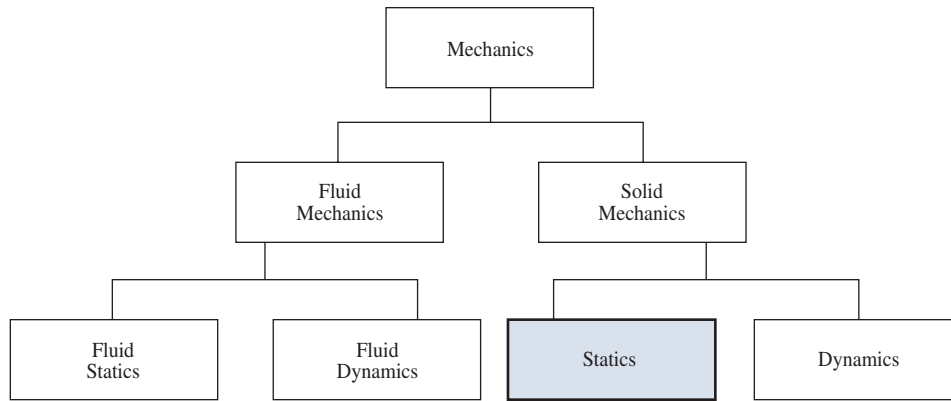 Mechanics
Fluid
Mechanics
Solid
Mechanics
Fluid
Statics
Fluid
Dynamics
Statics
Dynamics